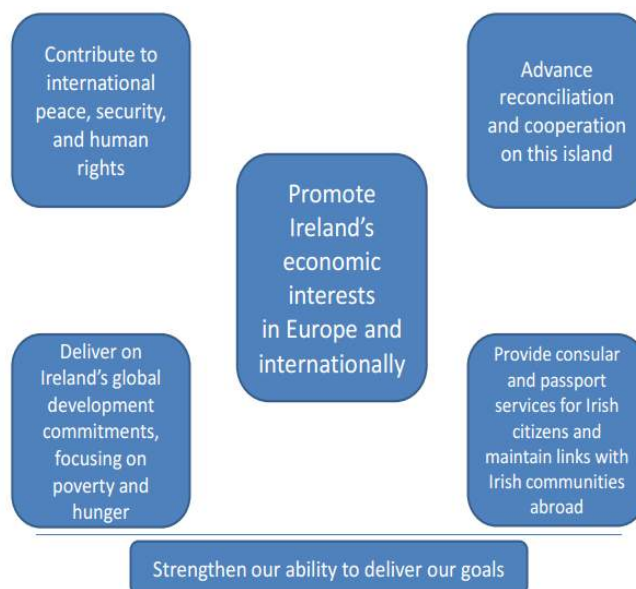 Contribute to
international
peace, security,
and human
rights
Advance
reconciliation
and cooperation
on this island
Promote
Ireland’s
economic
interests
in Europe and
internationally
Deliver on
Ireland’s global
development
commitments,
focusing on
poverty and
hunger
Provide consular
and passport
services for Irish
citizens and
maintain links with
Irish communities
abroad
Strengthen our ability to deliver our goals